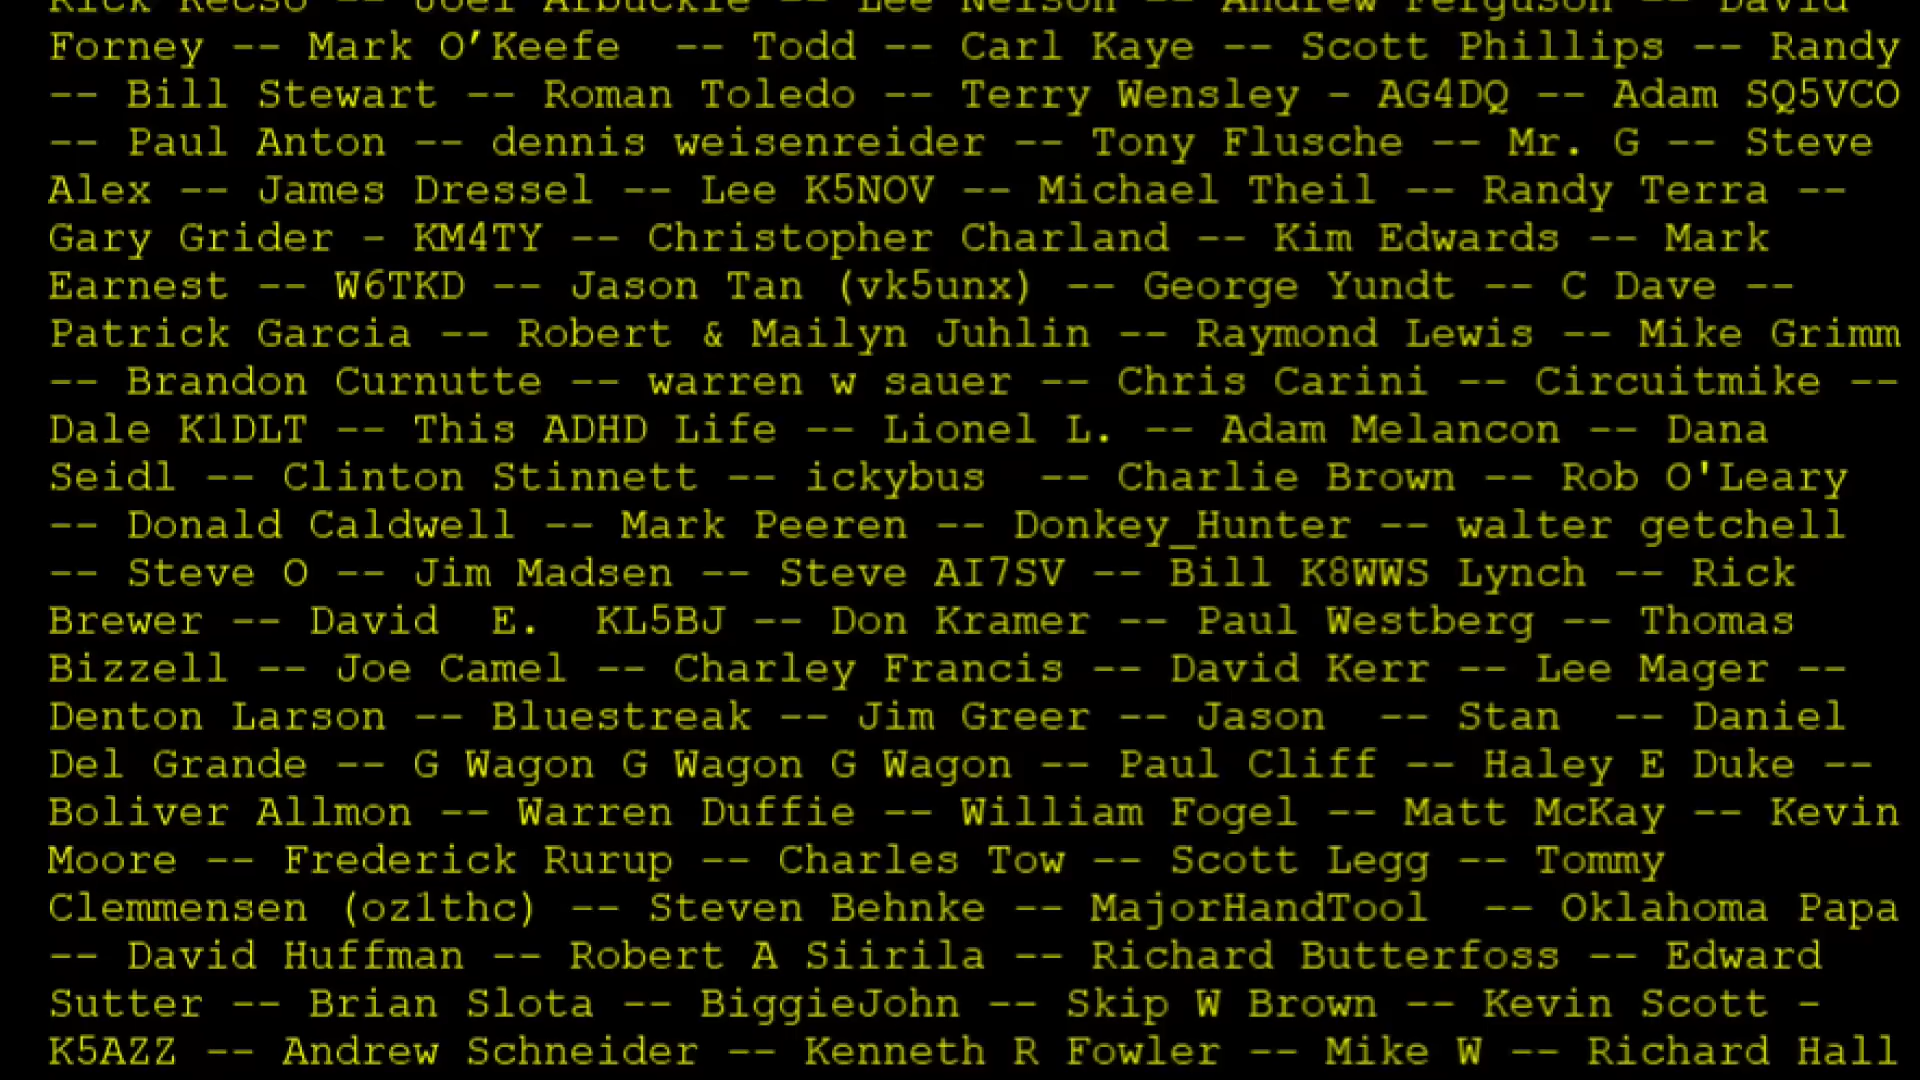 Rick Recso -- Joel Arbuckle -- Lee Nelson -- Andrew Ferguson -- David
Forney -- Mark O’Keefe  -- Todd -- Carl Kaye -- Scott Phillips -- Randy
-- Bill Stewart -- Roman Toledo -- Terry Wensley - AG4DQ -- Adam SQ5VCO
-- Paul Anton -- dennis weisenreider -- Tony Flusche -- Mr. G -- Steve
Alex -- James Dressel -- Lee K5NOV -- Michael Theil -- Randy Terra --
Gary Grider - KM4TY -- Christopher Charland -- Kim Edwards -- Mark
Earnest -- W6TKD -- Jason Tan (vk5unx) -- George Yundt -- C Dave --
Patrick Garcia -- Robert & Mailyn Juhlin -- Raymond Lewis -- Mike Grimm
-- Brandon Curnutte -- warren w sauer -- Chris Carini -- Circuitmike --
Dale K1DLT -- This ADHD Life -- Lionel L. -- Adam Melancon -- Dana
Seidl -- Clinton Stinnett -- ickybus  -- Charlie Brown -- Rob O'Leary
-- Donald Caldwell -- Mark Peeren -- Donkey_Hunter -- walter getchell
-- Steve O -- Jim Madsen -- Steve AI7SV -- Bill K8WWS Lynch -- Rick
Brewer -- David  E.  KL5BJ -- Don Kramer -- Paul Westberg -- Thomas
Bizzell -- Joe Camel -- Charley Francis -- David Kerr -- Lee Mager --
Denton Larson -- Bluestreak -- Jim Greer -- Jason  -- Stan  -- Daniel
Del Grande -- G Wagon G Wagon G Wagon -- Paul Cliff -- Haley E Duke --
Boliver Allmon -- Warren Duffie -- William Fogel -- Matt McKay -- Kevin
Moore -- Frederick Rurup -- Charles Tow -- Scott Legg -- Tommy
Clemmensen (oz1thc) -- Steven Behnke -- MajorHandTool  -- Oklahoma Papa
-- David Huffman -- Robert A Siirila -- Richard Butterfoss -- Edward
Sutter -- Brian Slota -- BiggieJohn -- Skip W Brown -- Kevin Scott -
K5AZZ -- Andrew Schneider -- Kenneth R Fowler -- Mike W -- Richard Hall